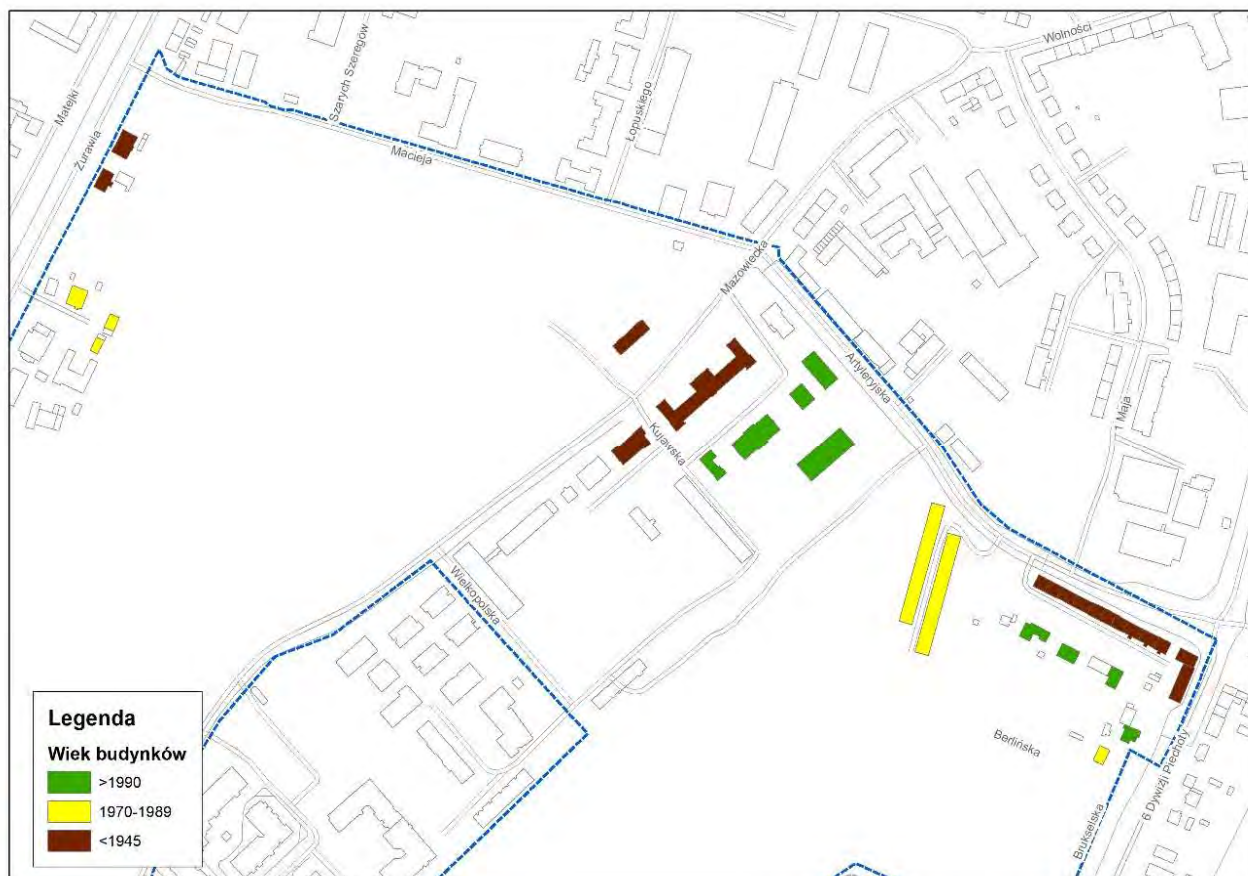 Wolności
Matejki
Szarych Szeregów
Łopuskiego
Żurawia
Macieja
Mazowiecka
Artyleryjska
1 Maja
Kujawska
Wielkopolska
Berlińska
6 Dywizji Piechoty
Brukselska
Legenda
Wiek budynków
>1990
1970-1989
<1945